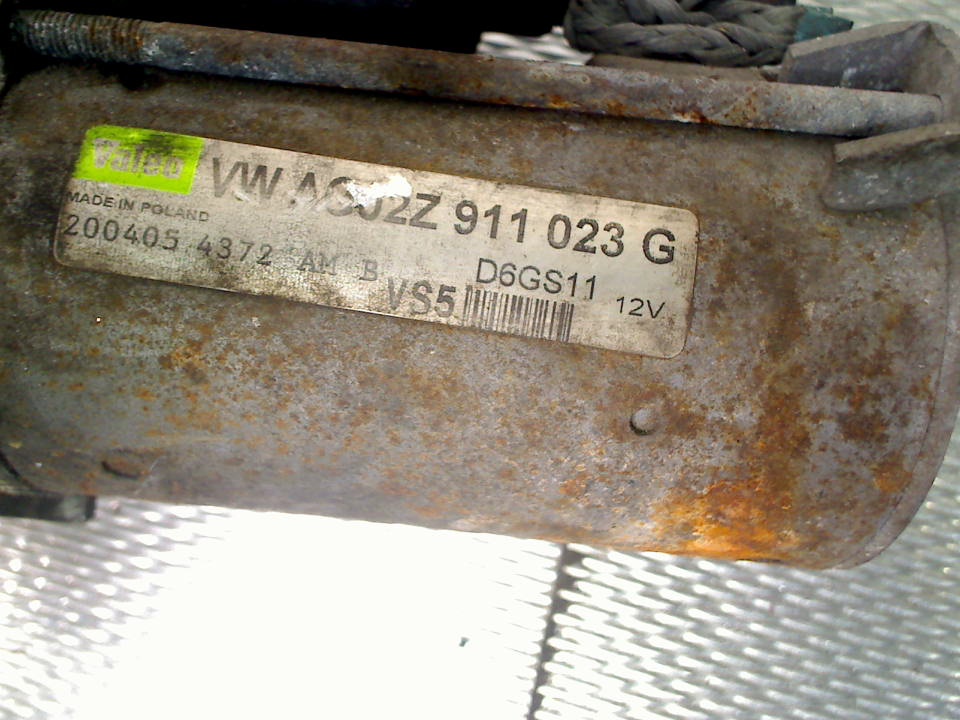 Valeo
VW AG 02Z 911 023 G
MADE IN POLAND
200405 4372 AM B
D6GS11
VS5
12V